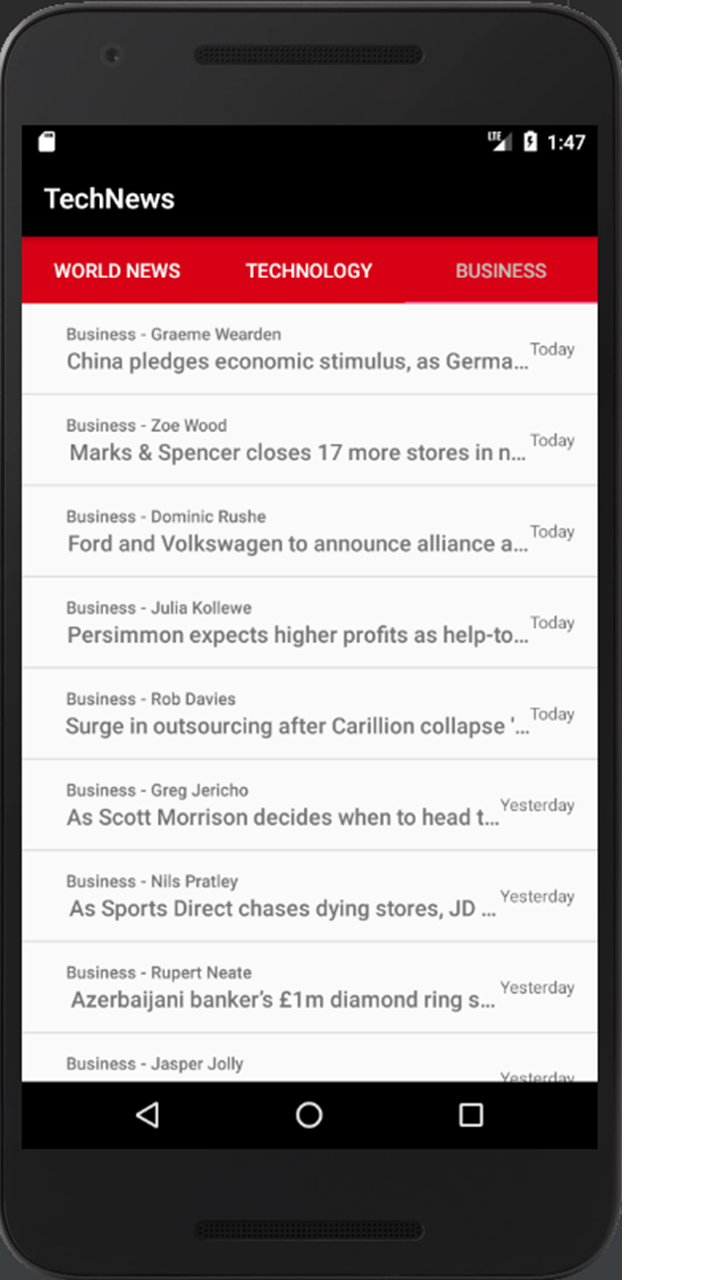 LTE 1:47
TechNews
WORLD NEWS TECHNOLOGY BUSINESS
Business - Graeme Wearden
China pledges economic stimulus, as Germa... Today
Business - Zoe Wood
Marks & Spencer closes 17 more stores in n... Today
Business - Dominic Rushe
Ford and Volkswagen to announce alliance a... Today
Business - Julia Kollewe
Persimmon expects higher profits as help-to... Today
Business - Rob Davies
Surge in outsourcing after Carillion collapse '... Today
Business - Greg Jericho
As Scott Morrison decides when to head t... Yesterday
Business - Nils Pratley
As Sports Direct chases dying stores, JD ... Yesterday
Business - Rupert Neate
Azerbaijani banker’s £1m diamond ring s... Yesterday
Business - Jasper Jolly
Yesterday